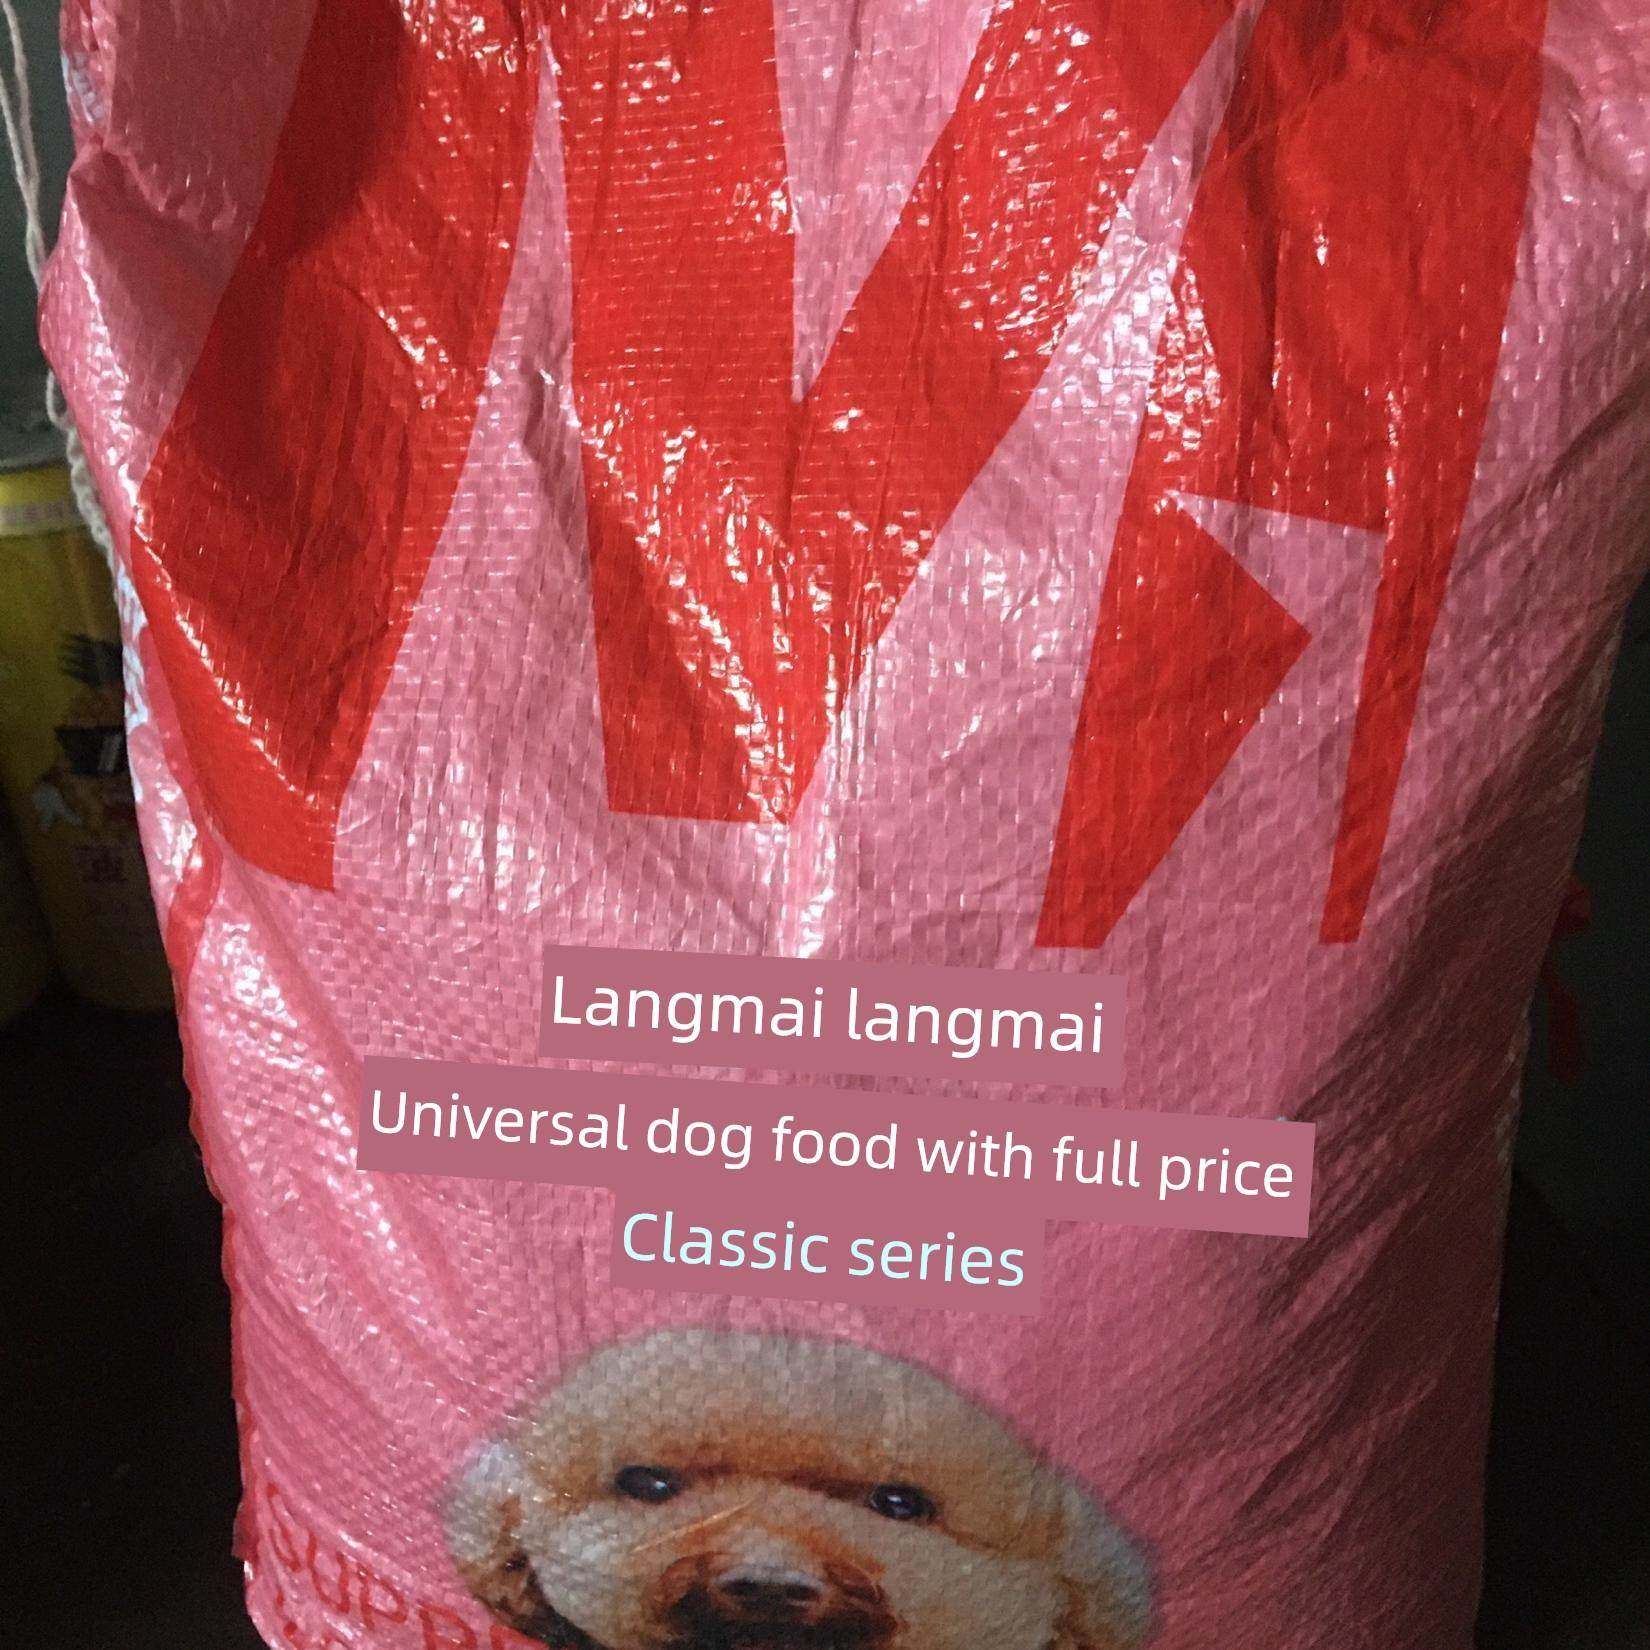 Langmai langmai
Universal dog food with full price
Classic series